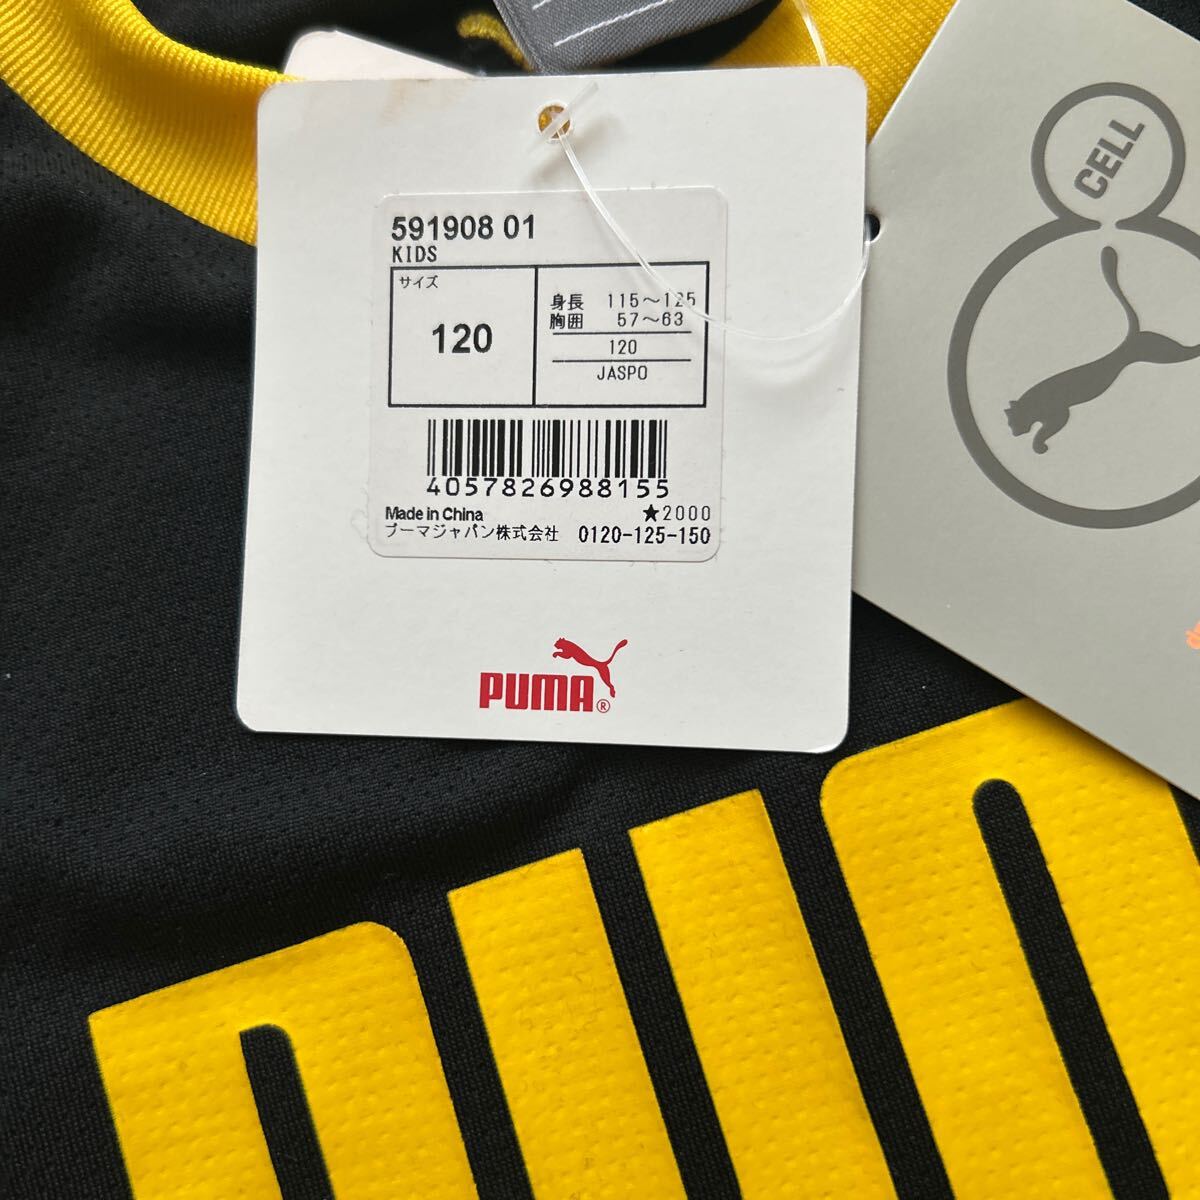 591908 01
KIDS
サイズ
120
身長 115～125
胸囲 57～63
120
JASPO
4057826988155
Made in China ★2000
プーマジャパン株式会社 0120-125-150
PUMA®
CELL